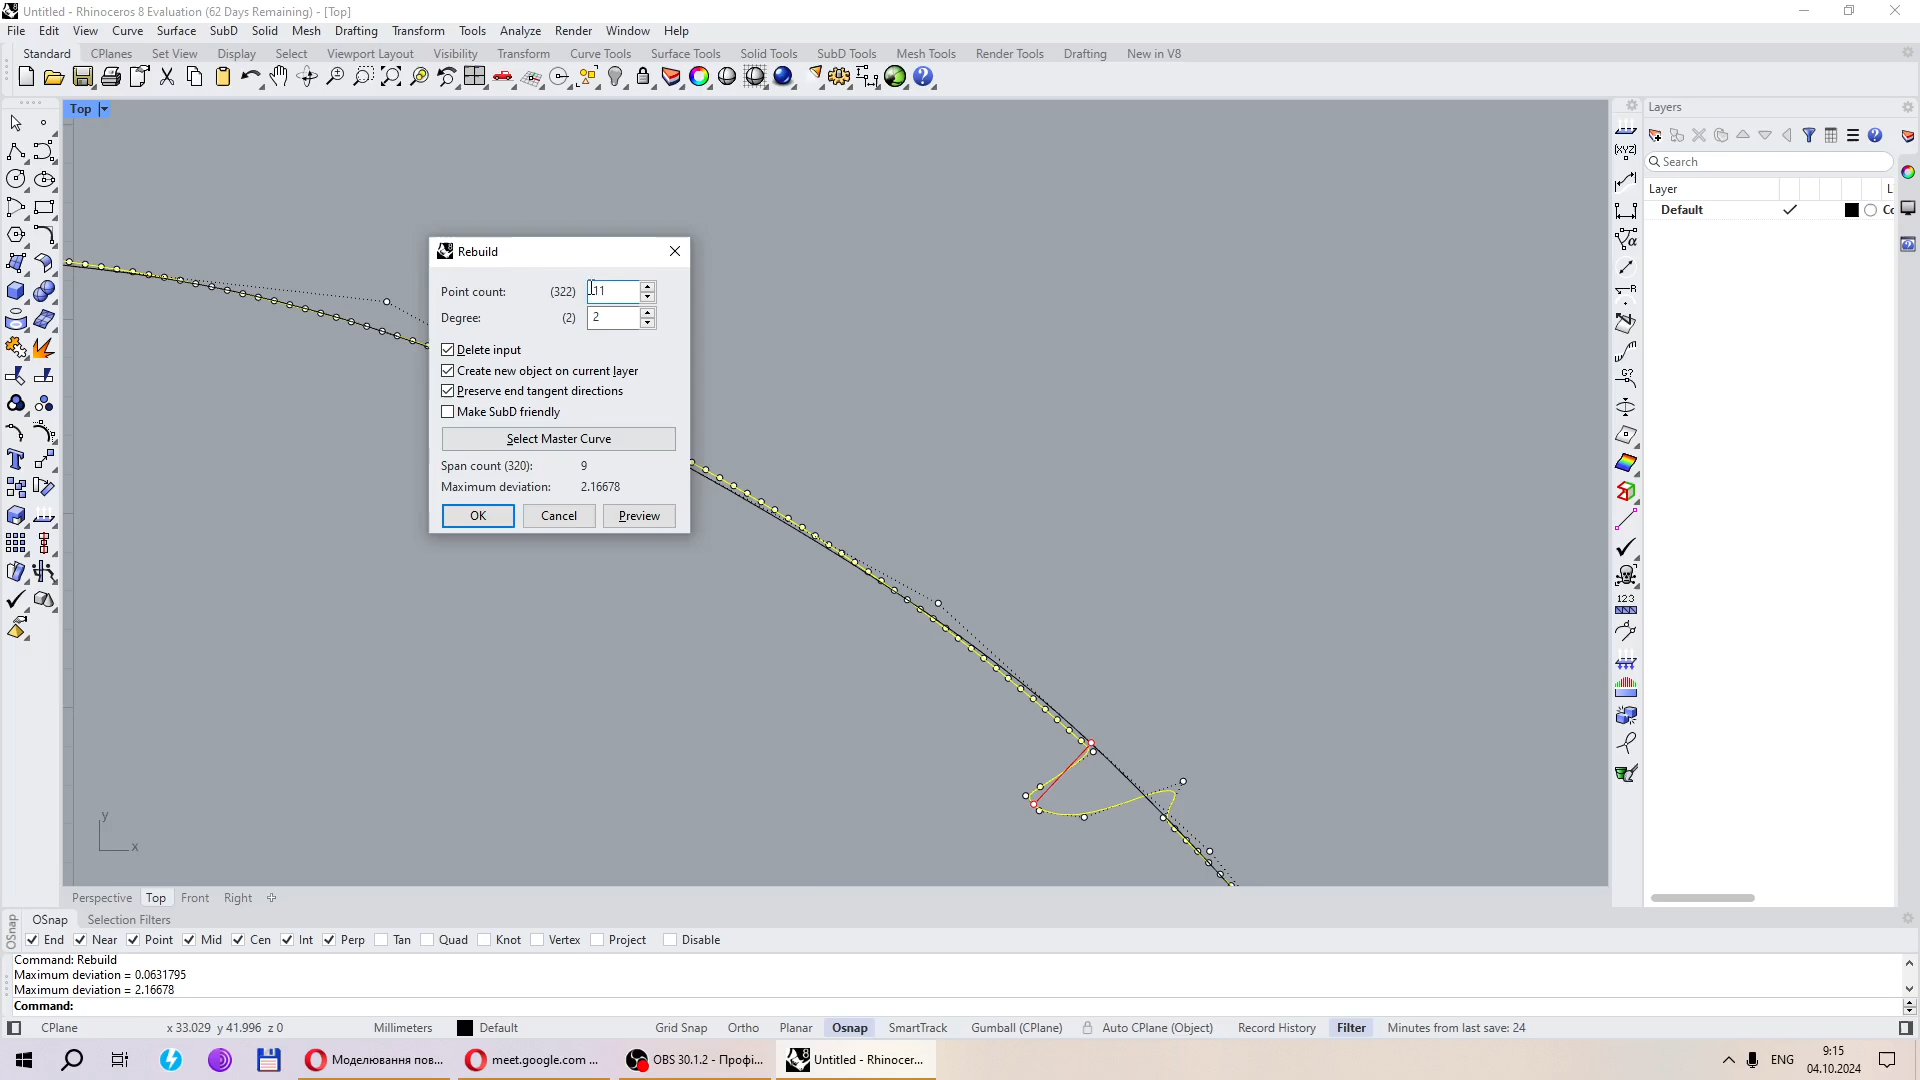 Untitled - Rhinoceros 8 Evaluation (62 Days Remaining) - [Top]
File Edit View Curve Surface SubD Solid Mesh Drafting Transform Tools Analyze Render Window Help
Standard CPlanes Set View Display Select Viewport Layout Visibility Transform Curve Tools Surface Tools Solid Tools SubD Tools Mesh Tools Render Tools Drafting New in V8
Top
Layers
Search
Layer L
Default Co
Rebuild
Point count: (322) 11
Degree: (2) 2
Delete input
Create new object on current layer
Preserve end tangent directions
Make SubD friendly
Select Master Curve
Span count (320): 9
Maximum deviation: 2.16678
OK Cancel Preview
y
x
Perspective Top Front Right
OSnap
OSnap Selection Filters
End Near Point Mid Cen Int Perp Tan Quad Knot Vertex Project Disable
Command: Rebuild
Maximum deviation = 0.0631795
Maximum deviation = 2.16678
Command:
CPlane x 33.029 y 41.996 z 0 Millimeters Default Grid Snap Ortho Planar Osnap SmartTrack Gumball (CPlane) Auto CPlane (Object) Record History Filter Minutes from last save: 24
Моделювання пов... meet.google.com ... OBS 30.1.2 - Профі... Untitled - Rhinocer... ENG 9:15
04.10.2024